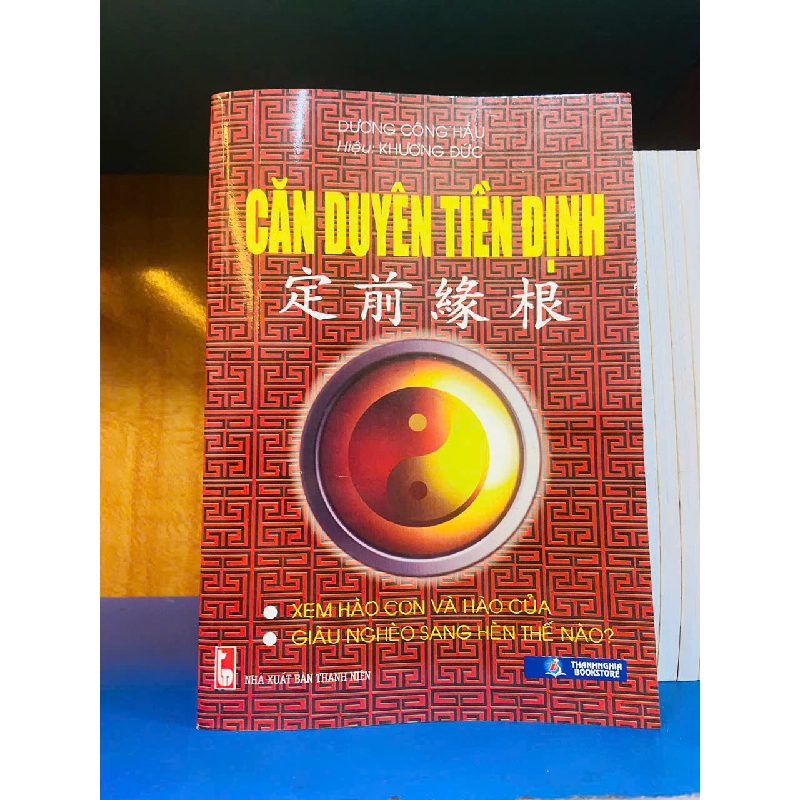 DƯƠNG CÔNG HẦU
Hiệu: KHƯƠNG ĐỨC
CĂN DUYÊN TIỀN ĐỊNH
定前緣根
• XEM HÀO CON VÀ HÀO CỦA
• GIÀU NGHÈO SANG HÈN THẾ NÀO?
NHÀ XUẤT BẢN THANH NIÊN
THANHNGHIA
BOOKSTORE